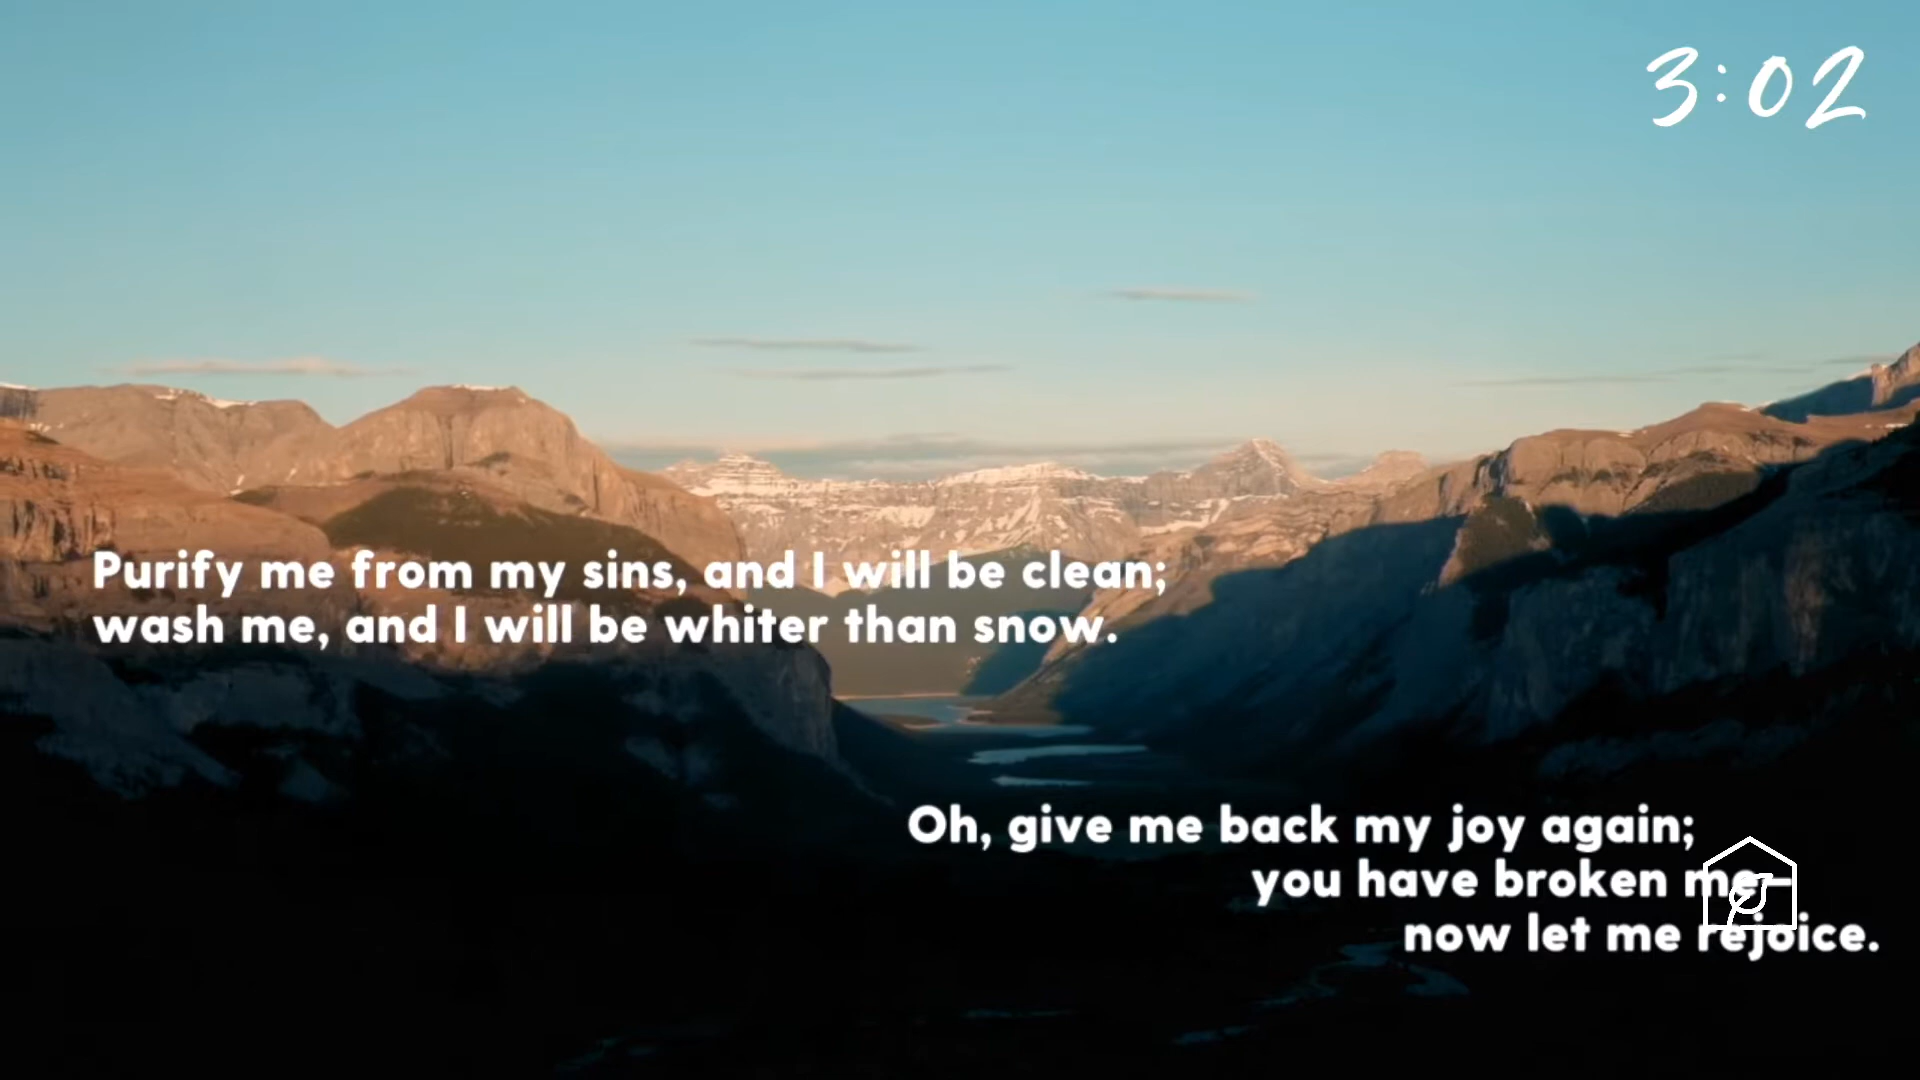 3:02
Purify me from my sins, and I will be clean;
wash me, and I will be whiter than snow.
Oh, give me back my joy again;
you have broken me—
now let me rejoice.